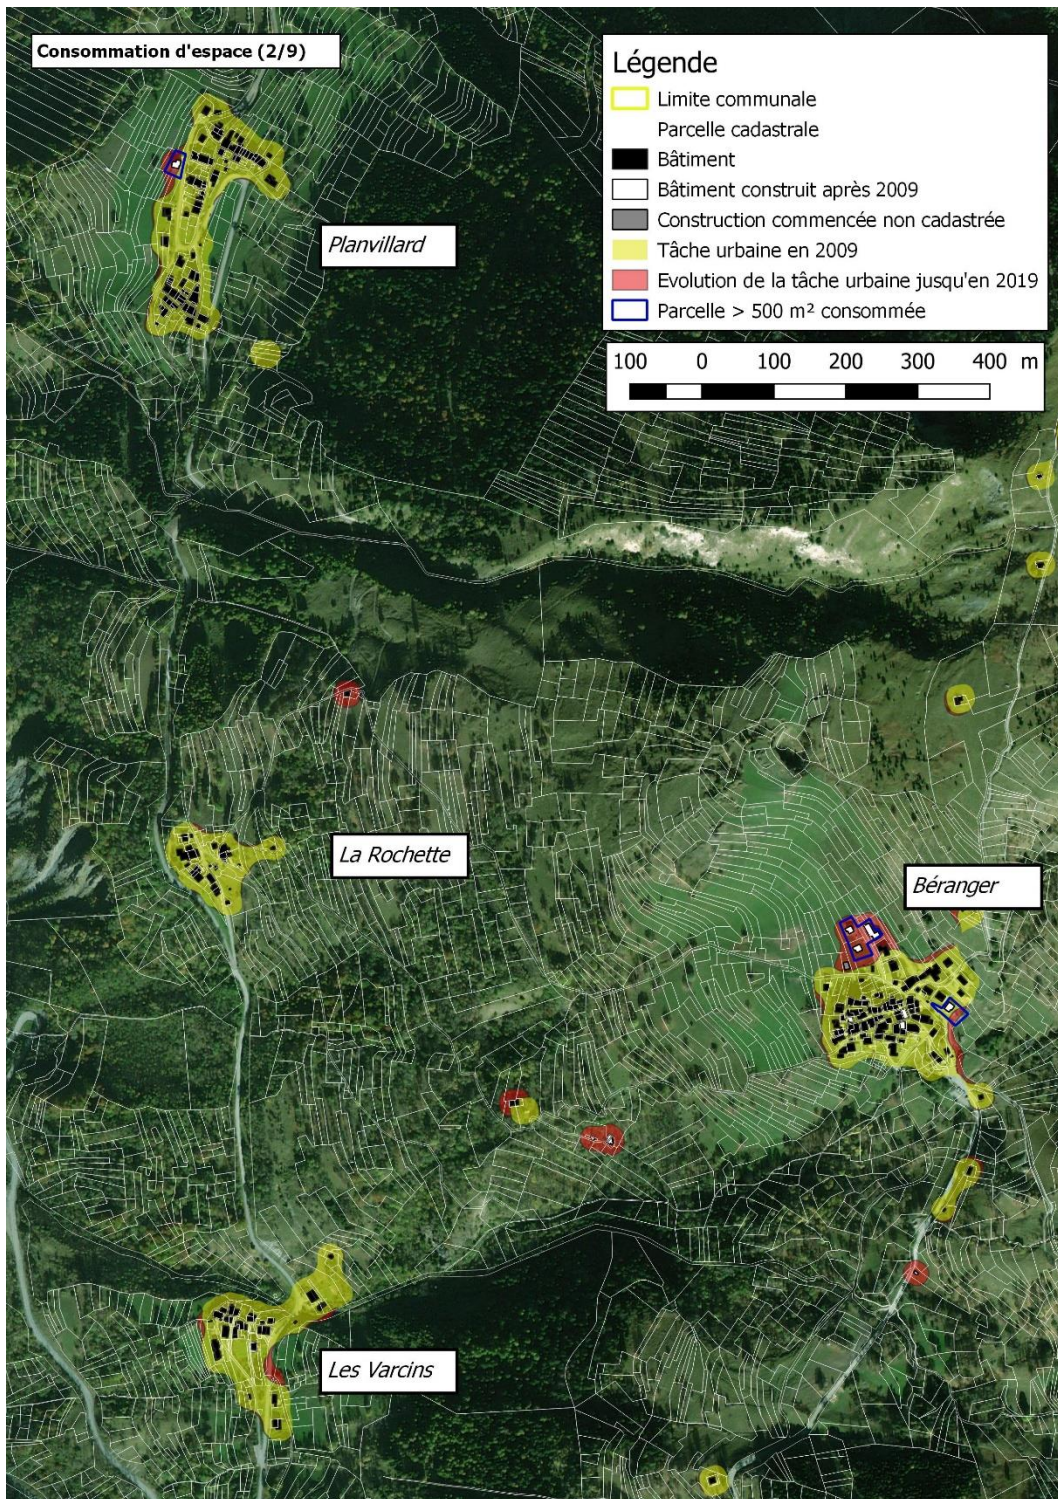 Consommation d'espace (2/9)
Légende
Limite communale
Parcelle cadastrale
Bâtiment
Bâtiment construit après 2009
Construction commencée non cadastrée
Tâche urbaine en 2009
Evolution de la tâche urbaine jusqu'en 2019
Parcelle > 500 m² consommée
100 0 100 200 300 400 m
Planvillard
La Rochette
Béranger
Les Varcins